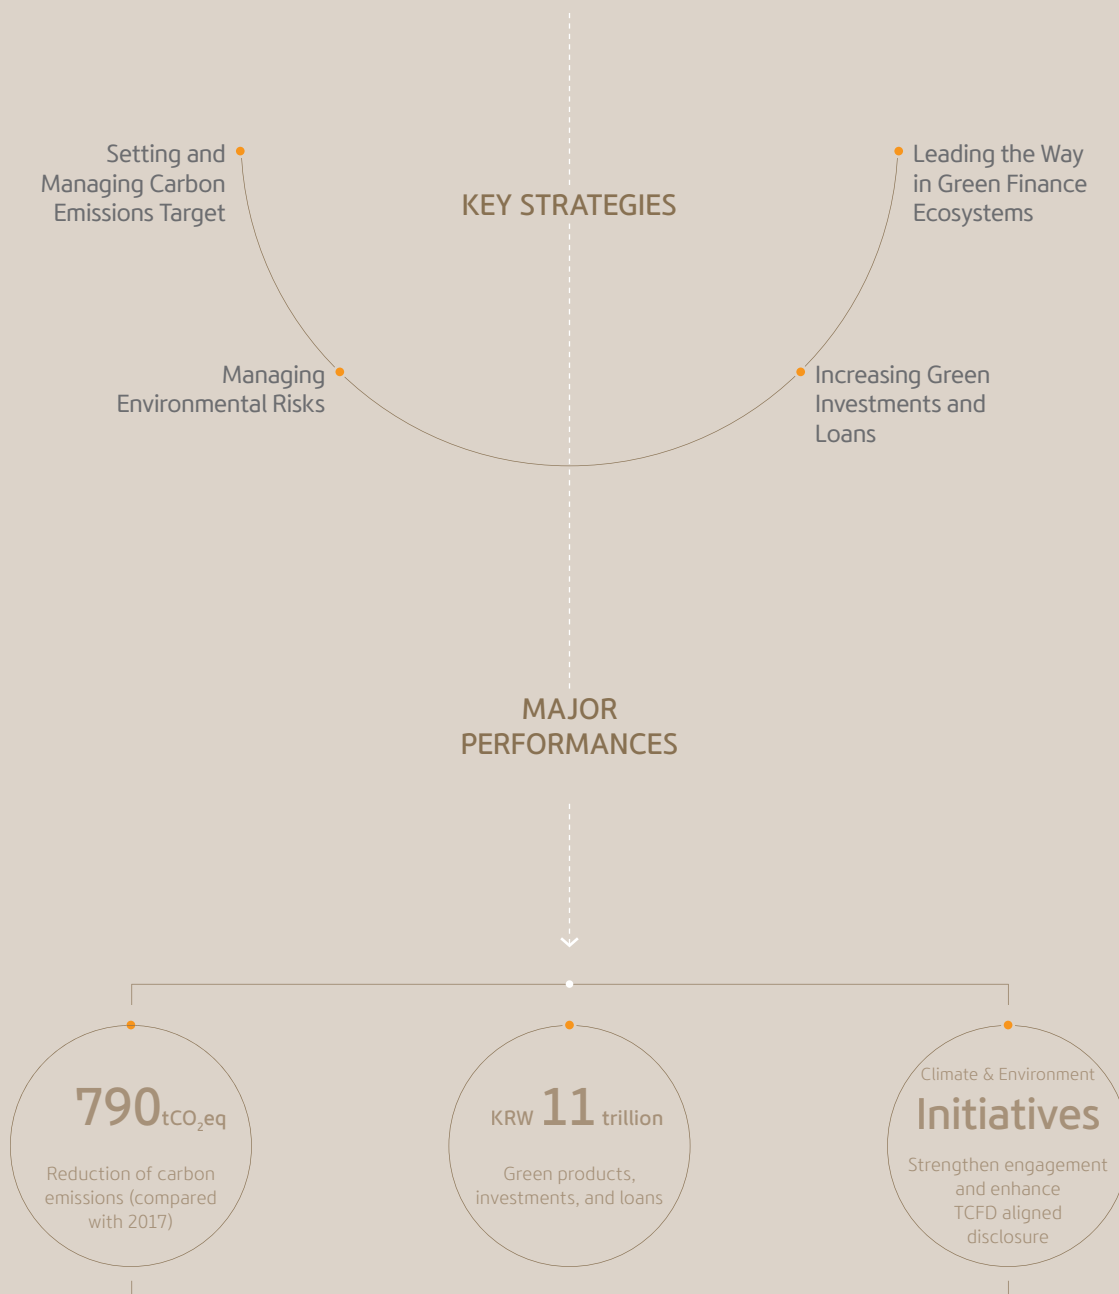 Setting and
Managing Carbon
Emissions Target
KEY STRATEGIES
Leading the Way
in Green Finance
Ecosystems
Managing
Environmental Risks
Increasing Green
Investments and
Loans
MAJOR
PERFORMANCES
790 tCO₂eq
Reduction of carbon
emissions (compared
with 2017)
KRW 11 trillion
Green products,
investments, and loans
Climate & Environment
Initiatives
Strengthen engagement
and enhance
TCFD aligned
disclosure